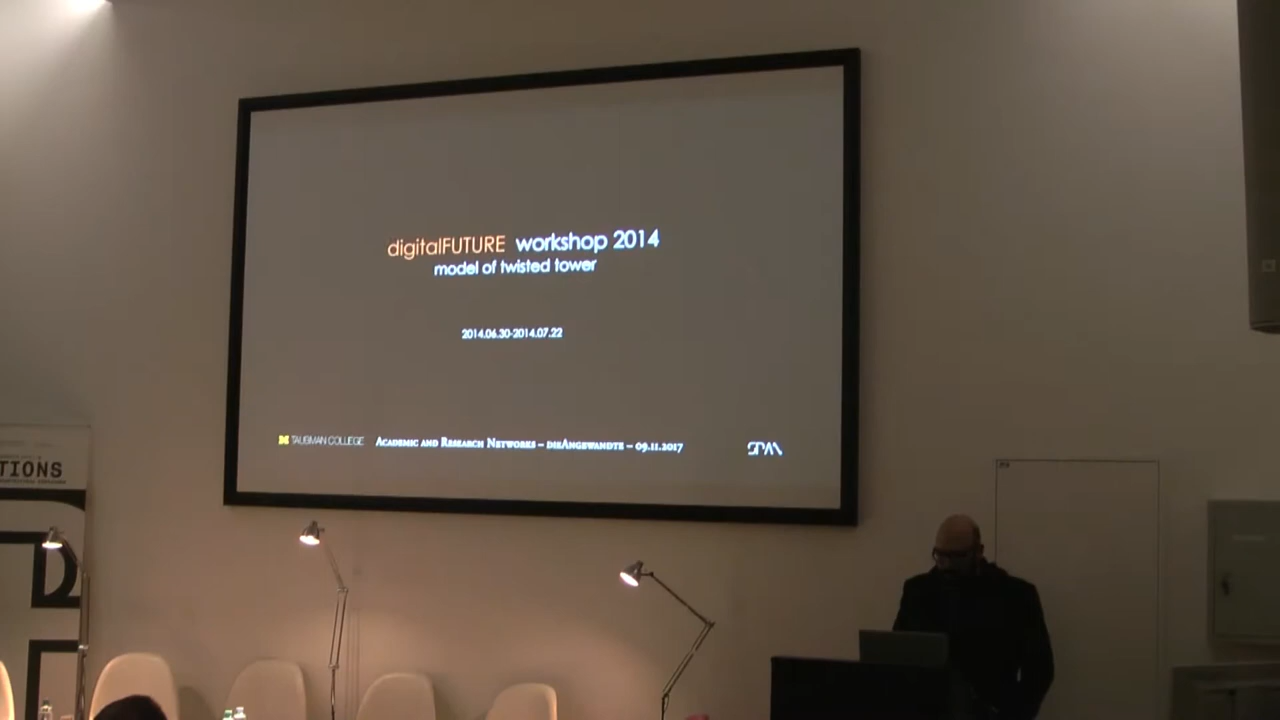 digitalFUTURE workshop 2014
model of twisted tower
2014.06.30-2014.07.22
M TAUBMAN COLLEGE ACADEMIC AND RESEARCH NETWORKS – DIEANGEWANDTE – 09.11.2017
SPAN
TIONS